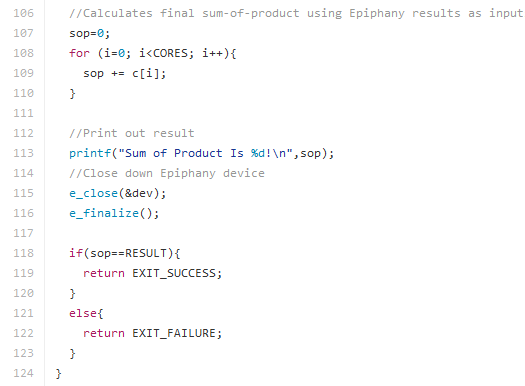 106 //Calculates final sum-of-product using Epiphany results as input
107 sop=0;
108 for (i=0; i<CORES; i++){
109 sop += c[i];
110 }
111
112 //Print out result
113 printf("Sum of Product Is %d!\n",sop);
114 //Close down Epiphany device
115 e_close(&dev);
116 e_finalize();
117
118 if(sop==RESULT){
119 return EXIT_SUCCESS;
120 }
121 else{
122 return EXIT_FAILURE;
123 }
124 }